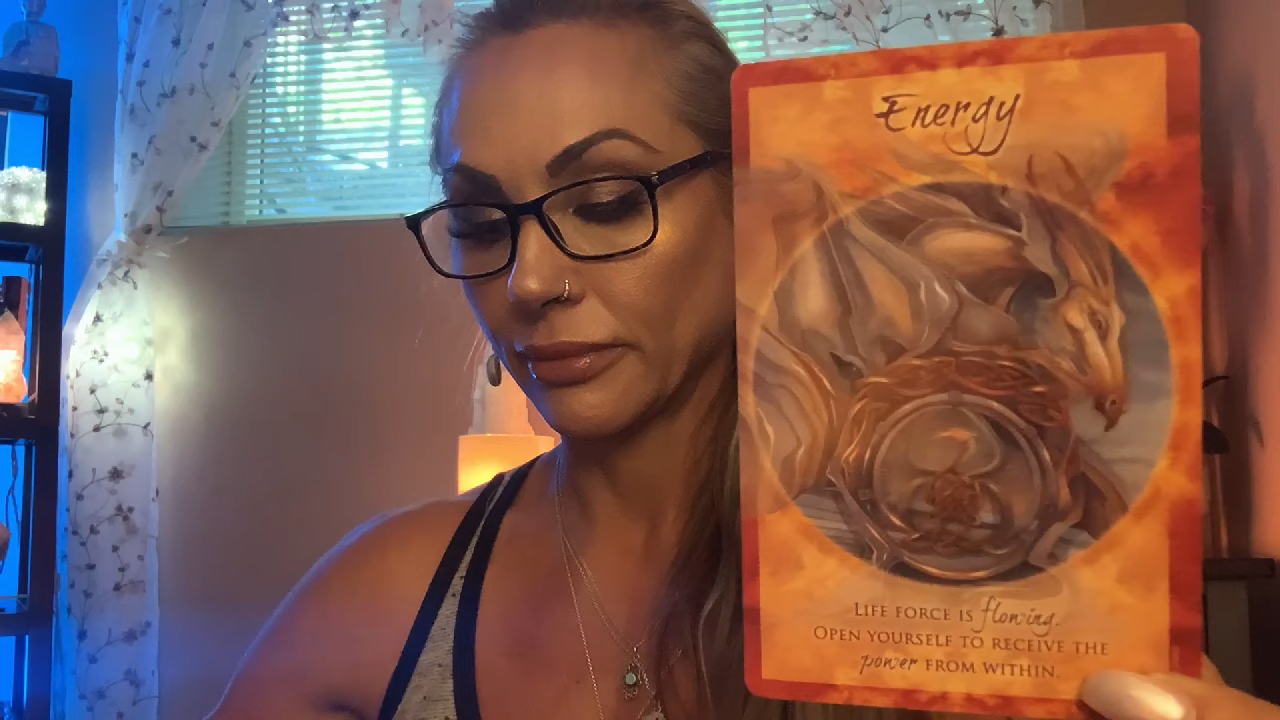 Energy
LIFE FORCE IS flowing.
OPEN YOURSELF TO RECEIVE THE
power FROM WITHIN.